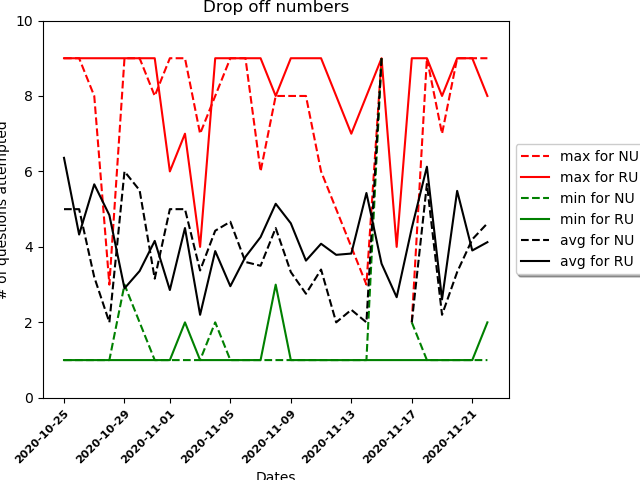 Drop off numbers
# of questions attempted
10
8
6
4
2
0
2020-10-25
2020-10-29
2020-11-01
2020-11-05
2020-11-09
2020-11-13
2020-11-17
2020-11-21
Dates
max for NU
max for RU
min for NU
min for RU
avg for NU
avg for RU